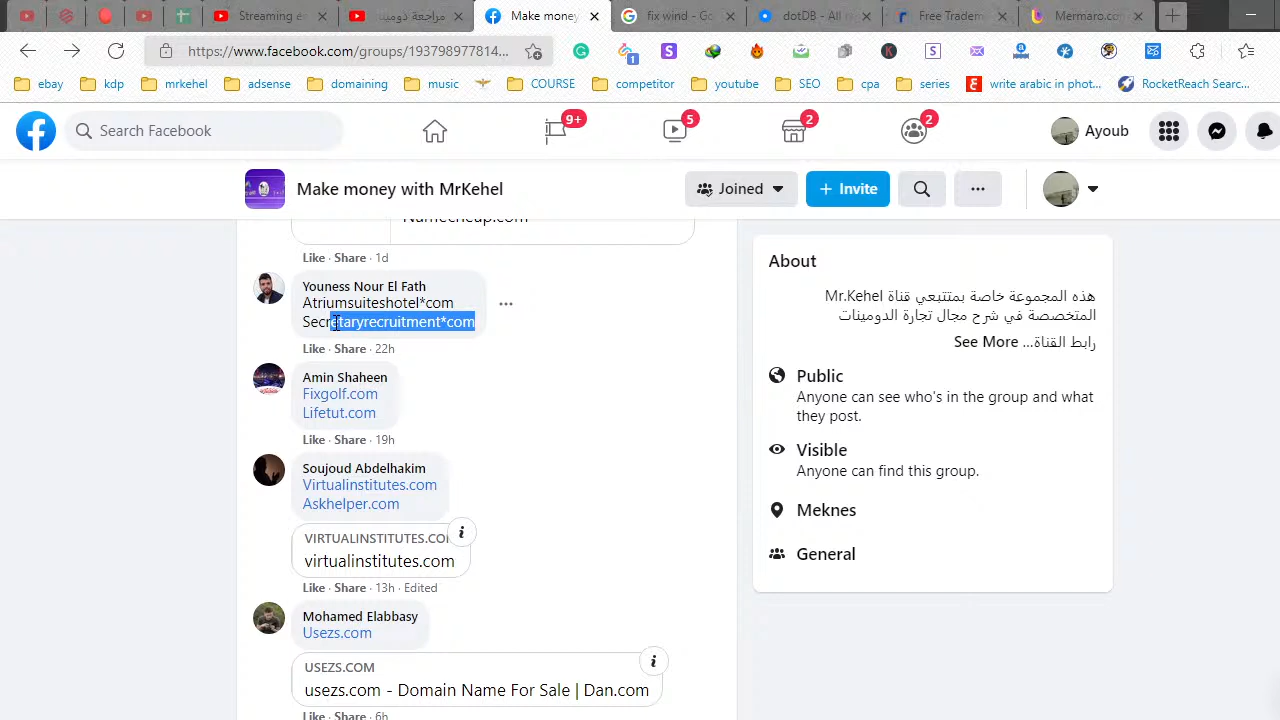 Streaming e
مراجعة دومينا
Make money
fix wind - Go
dotDB - All re
Free Tradem
Mermaro.co
https://www.facebook.com/groups/193798977814...
1
ebay
kdp
mrkehel
adsense
domaining
music
COURSE
competitor
youtube
SEO
cpa
series
write arabic in phot...
RocketReach Searc...
Search Facebook
9+
5
2
2
Ayoub
Make money with MrKehel
Joined
+ Invite
Namecheap.com
Like · Share · 1d
Youness Nour El Fath
Atriumsuiteshotel*com
Secretaryrecruitment*com
Like · Share · 22h
Amin Shaheen
Fixgolf.com
Lifetut.com
Like · Share · 19h
Soujoud Abdelhakim
Virtualinstitutes.com
Askhelper.com
VIRTUALINSTITUTES.CO
virtualinstitutes.com
Like · Share · 13h · Edited
Mohamed Elabbasy
Usezs.com
USEZS.COM
usezs.com - Domain Name For Sale | Dan.com
Like · Share · 6h
About
هذه المجموعة خاصة بمتتبعي قناة Mr.Kehel
المتخصصة في شرح مجال تجارة الدومينات
رابط القناة... See More
Public
Anyone can see who's in the group and what
they post.
Visible
Anyone can find this group.
Meknes
General